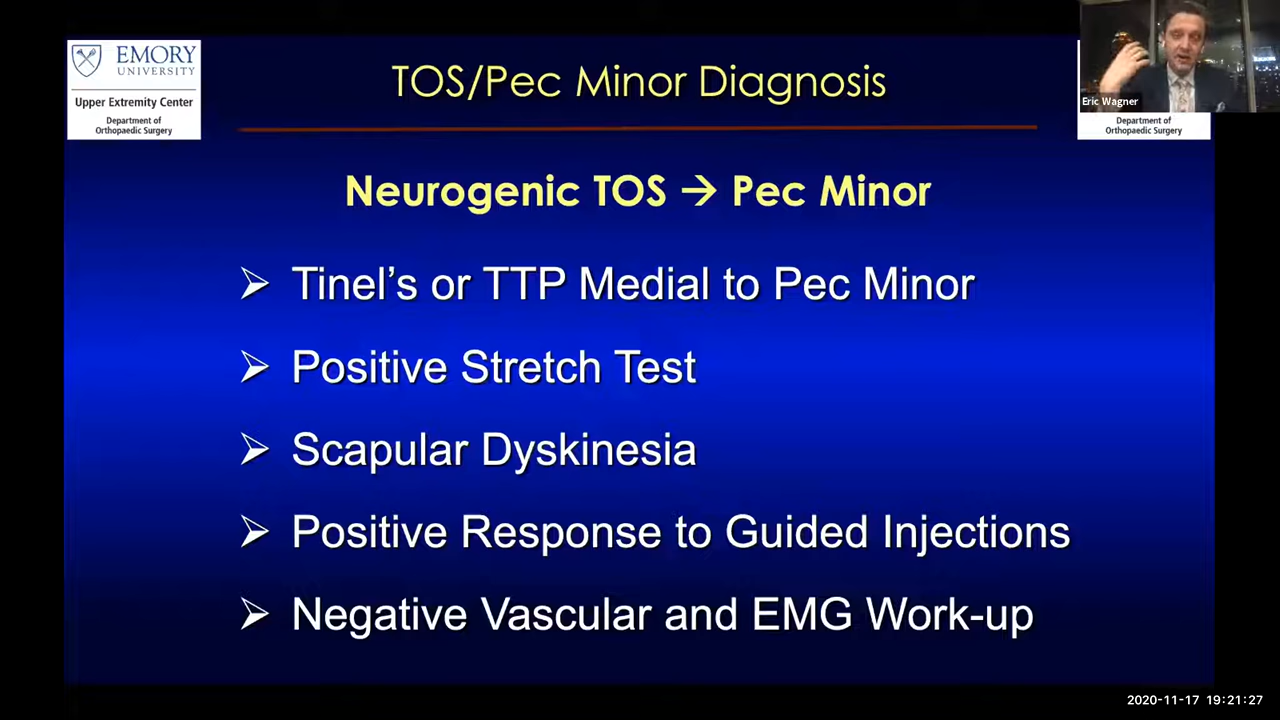 EMORY
UNIVERSITY
Upper Extremity Center
Department of
Orthopaedic Surgery
TOS/Pec Minor Diagnosis
Eric Wagner
Department of
Orthopaedic Surgery
Neurogenic TOS → Pec Minor
➢ Tinel’s or TTP Medial to Pec Minor
➢ Positive Stretch Test
➢ Scapular Dyskinesia
➢ Positive Response to Guided Injections
➢ Negative Vascular and EMG Work-up
2020-11-17 19:21:27